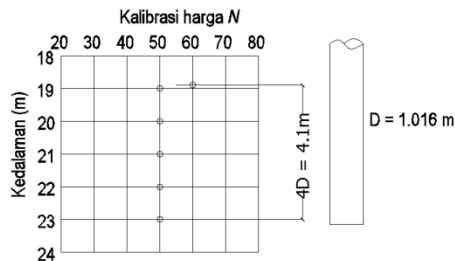 Kalibrasi harga N
20 30 40 50 60 70 80
Kedalaman (m)
18
19
20
21
22
23
24
4D = 4.1m
D = 1.016 m